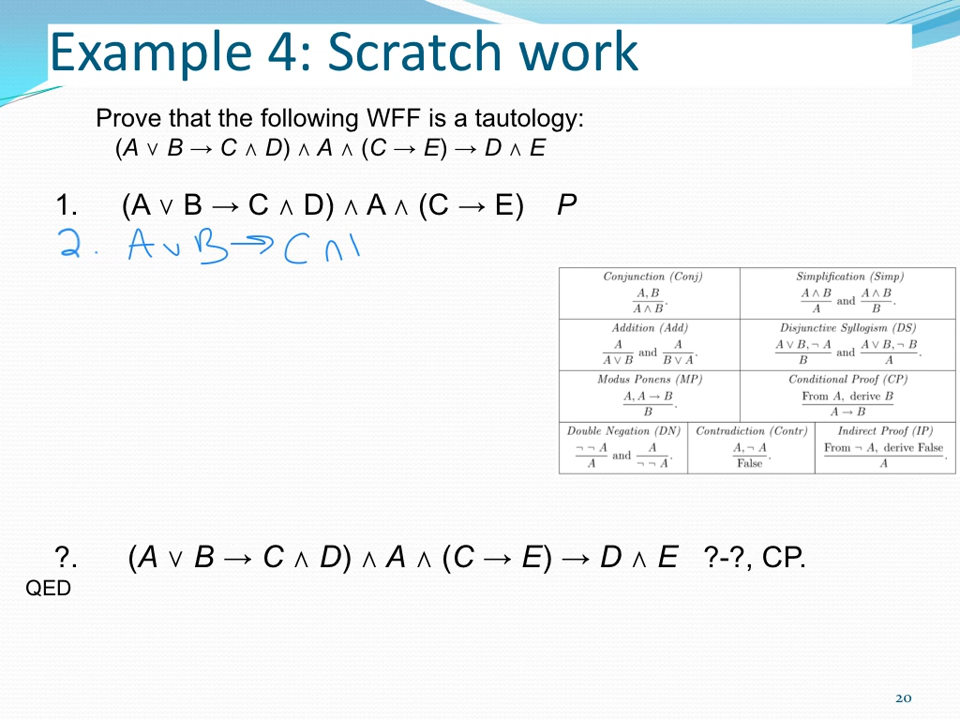 Example 4: Scratch work
Prove that the following WFF is a tautology:
(A ∨ B → C ∧ D) ∧ A ∧ (C → E) → D ∧ E
1. (A ∨ B → C ∧ D) ∧ A ∧ (C → E) P
2. A ∨ B → C ∧ \
Conjunction (Conj)
A, B
A ∧ B.
Simplification (Simp)
A ∧ B
A and A ∧ B
B.
Addition (Add)
A
A ∨ B and A
B ∨ A.
Disjunctive Syllogism (DS)
A ∨ B, ¬ A
B and A ∨ B, ¬ B
A.
Modus Ponens (MP)
A, A → B
B.
Conditional Proof (CP)
From A, derive B
A → B
Double Negation (DN)
¬ ¬ A
A and A
¬ ¬ A.
Contradiction (Contr)
A, ¬ A
False.
Indirect Proof (IP)
From ¬ A, derive False
A.
?. (A ∨ B → C ∧ D) ∧ A ∧ (C → E) → D ∧ E ?-?, CP.
QED
20